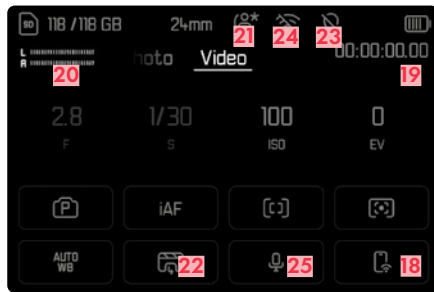 SD 118 /118 GB 24mm *
21 24 23
L
R
20 hoto Video 00:00:00.00
19
2.8 1/30 100 0
F S ISO EV
P iAF
AUTO
WB
22 25 18